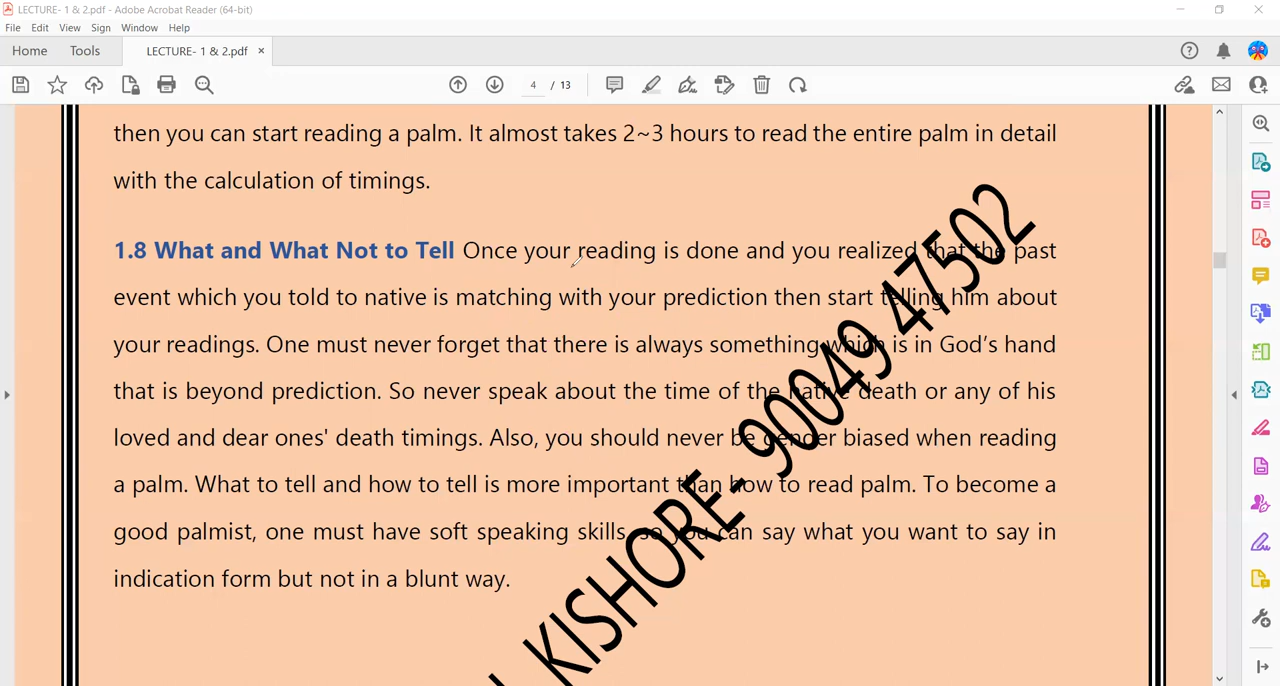 LECTURE- 1 & 2.pdf - Adobe Acrobat Reader (64-bit)
File Edit View Sign Window Help
Home Tools LECTURE- 1 & 2.pdf ×
4 / 13
then you can start reading a palm. It almost takes 2~3 hours to read the entire palm in detail
with the calculation of timings.
1.8 What and What Not to Tell Once your reading is done and you realized that the past
event which you told to native is matching with your prediction then start telling him about
your readings. One must never forget that there is always something which is in God’s hand
that is beyond prediction. So never speak about the time of the native death or any of his
loved and dear ones' death timings. Also, you should never be gender biased when reading
a palm. What to tell and how to tell is more important than how to read palm. To become a
good palmist, one must have soft speaking skills, so you can say what you want to say in
indication form but not in a blunt way.
KISHORE- 90049 47502